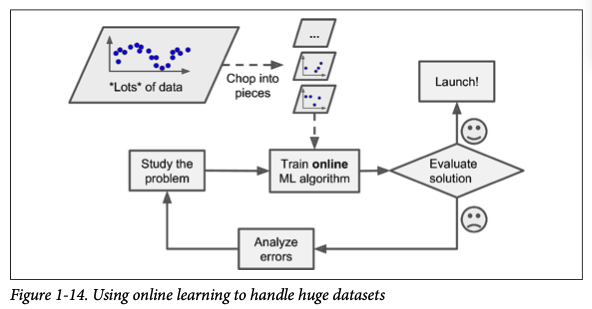 *Lots* of data
Chop into
pieces
...
Launch!
Study the
problem
Train online
ML algorithm
Evaluate
solution
Analyze
errors
Figure 1-14. Using online learning to handle huge datasets